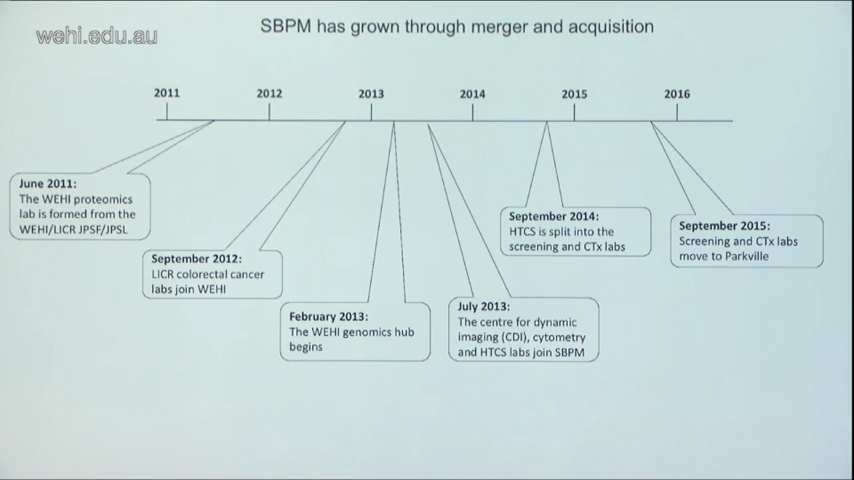 wehi.edu.au
SBPM has grown through merger and acquisition
2011
2012
2013
2014
2015
2016
June 2011:
The WEHI proteomics
lab is formed from the
WEHI/LICR JPSF/JPSL
September 2012:
LICR colorectal cancer
labs join WEHI
February 2013:
The WEHI genomics hub
begins
July 2013:
The centre for dynamic
imaging (CDI), cytometry
and HTCS labs join SBPM
September 2014:
HTCS is split into the
screening and CTx labs
September 2015:
Screening and CTx labs
move to Parkville